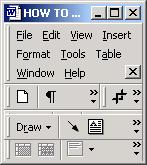 HOW TO ...
File Edit View Insert
Format Tools Table
Window Help
Draw